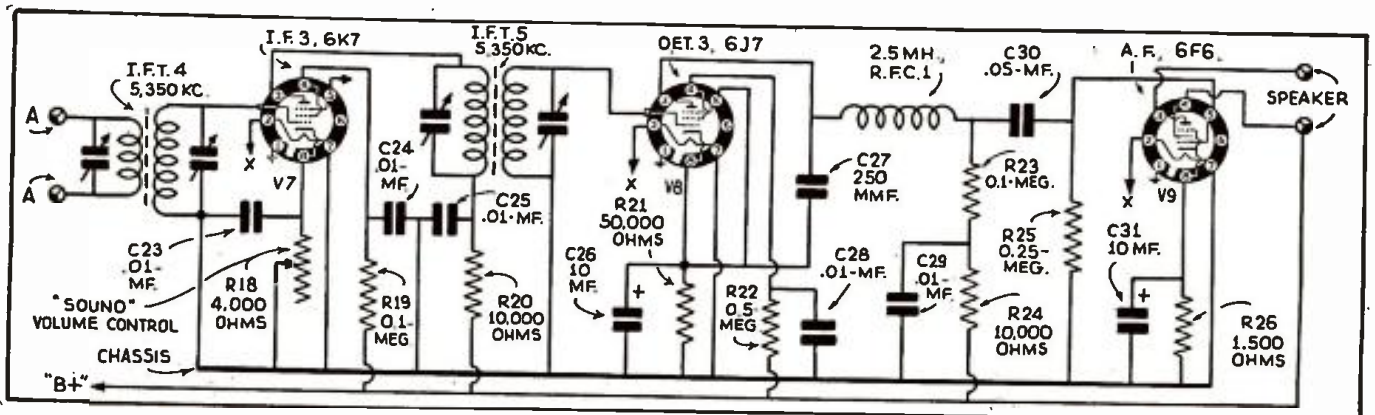 A
A
I.F.T.4
5,350 KC.
I.F.3, 6K7
V7
X
C23
.01-
MF.
R18
4,000
OHMS
"SOUND"
VOLUME CONTROL
CHASSIS
"B+"
C24
.01-
MF.
C25
.01-MF.
R19
0.1-
MEG
R20
10,000
OHMS
I.F.T.5
5,350KC.
DET.3, 6J7
V8
X
R21
50,000
OHMS
C26
10
MF.
+
R22
0.5-
MEG
C27
250
MMF.
C28
.01-MF.
2.5 MH.
R.F.C.1
C29
.01-
MF.
C30
.05-MF.
R23
0.1-MEG.
R24
10,000
OHMS
R25
0.25-
MEG.
A.F., 6F6
V9
X
C31
10 MF.
+
R26
1,500
OHMS
SPEAKER